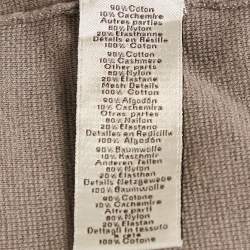 90% Coton
10% Cachemire
Autres parties
80% Nylon
20% Elasthanne
Détails en Résille
100% Coton
90% Cotton
10% Cashmere
Other parts
80% Nylon
20% Elastane
Mesh Details
100% Cotton
90% Algodón
10% Cachemira
Otras partes
80% Nailon
20% Elastano
Detalles en Redicilla
100% Algodón
90% Baumwolle
10% Kaschmir
Anderen Teilen
80% Nylon
20% Elasthan
Details Netzgewebe
100% Baumwolle
90% Cotone
10% Cachemire
Altre parti
80% Nylon
20% Elastan
Dettagli in tessuto
a rete
100% Cotone